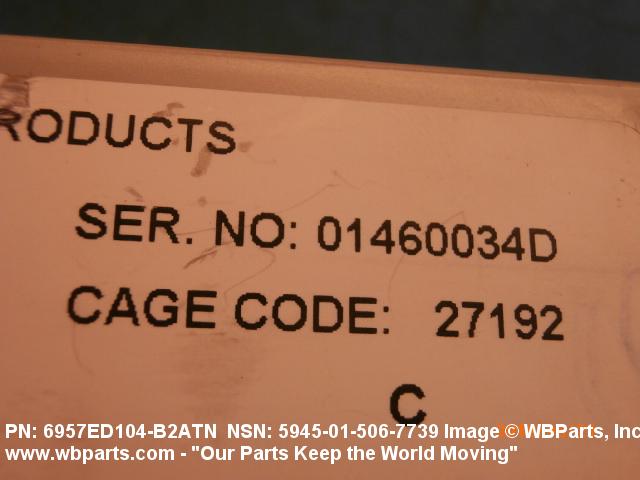 RODUCTS
SER. NO: 01460034D
CAGE CODE: 27192
C
PN: 6957ED104-B2ATN NSN: 5945-01-506-7739 Image © WBParts, Inc
www.wbparts.com - "Our Parts Keep the World Moving"